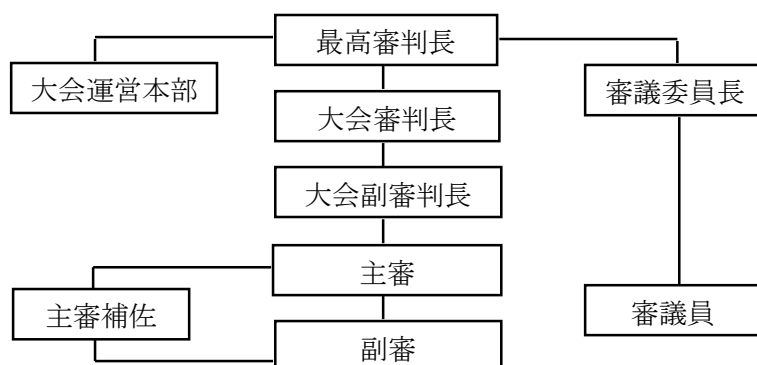 最高審判長
大会運営本部
審議委員長
大会審判長
大会副審判長
主審
主審補佐
審議員
副審